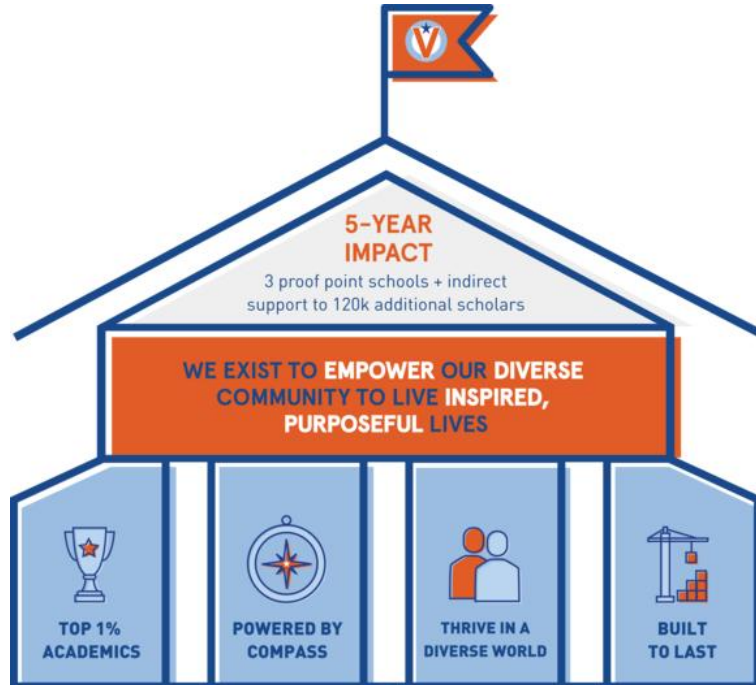 V
5-YEAR
IMPACT
3 proof point schools + indirect
support to 120k additional scholars
WE EXIST TO EMPOWER OUR DIVERSE
COMMUNITY TO LIVE INSPIRED,
PURPOSEFUL LIVES
TOP 1%
ACADEMICS
POWERED BY
COMPASS
THRIVE IN A
DIVERSE WORLD
BUILT
TO LAST